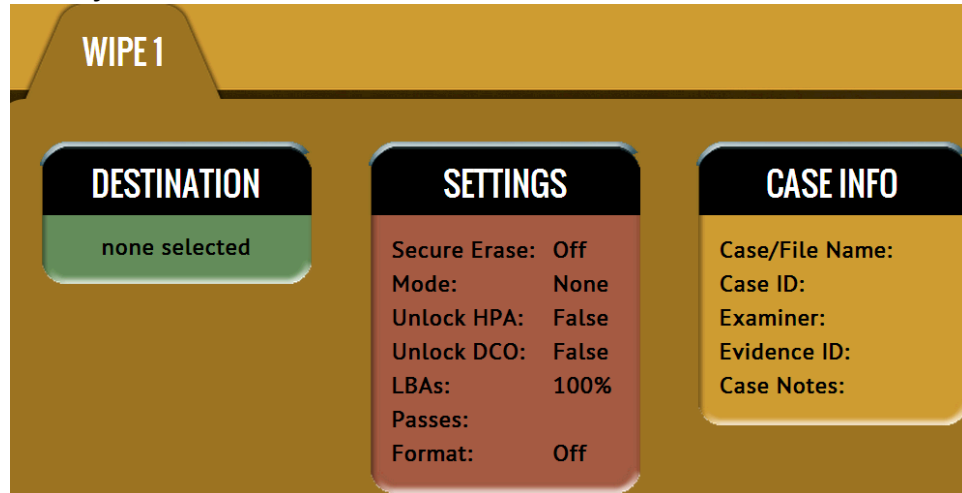 WIPE 1
DESTINATION
none selected
SETTINGS
Secure Erase: Off
Mode: None
Unlock HPA: False
Unlock DCO: False
LBAs: 100%
Passes:
Format: Off
CASE INFO
Case/File Name:
Case ID:
Examiner:
Evidence ID:
Case Notes: